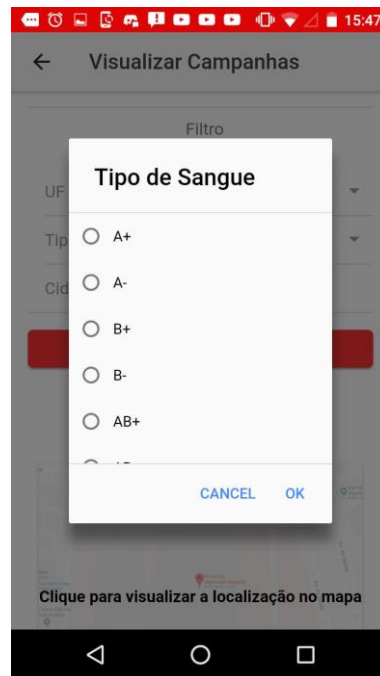 15:47
Visualizar Campanhas
Filtro
Tipo de Sangue
UF
Tip
A+
Cid
A-
B+
B-
AB+
CANCEL OK
Clique para visualizar a localização no mapa